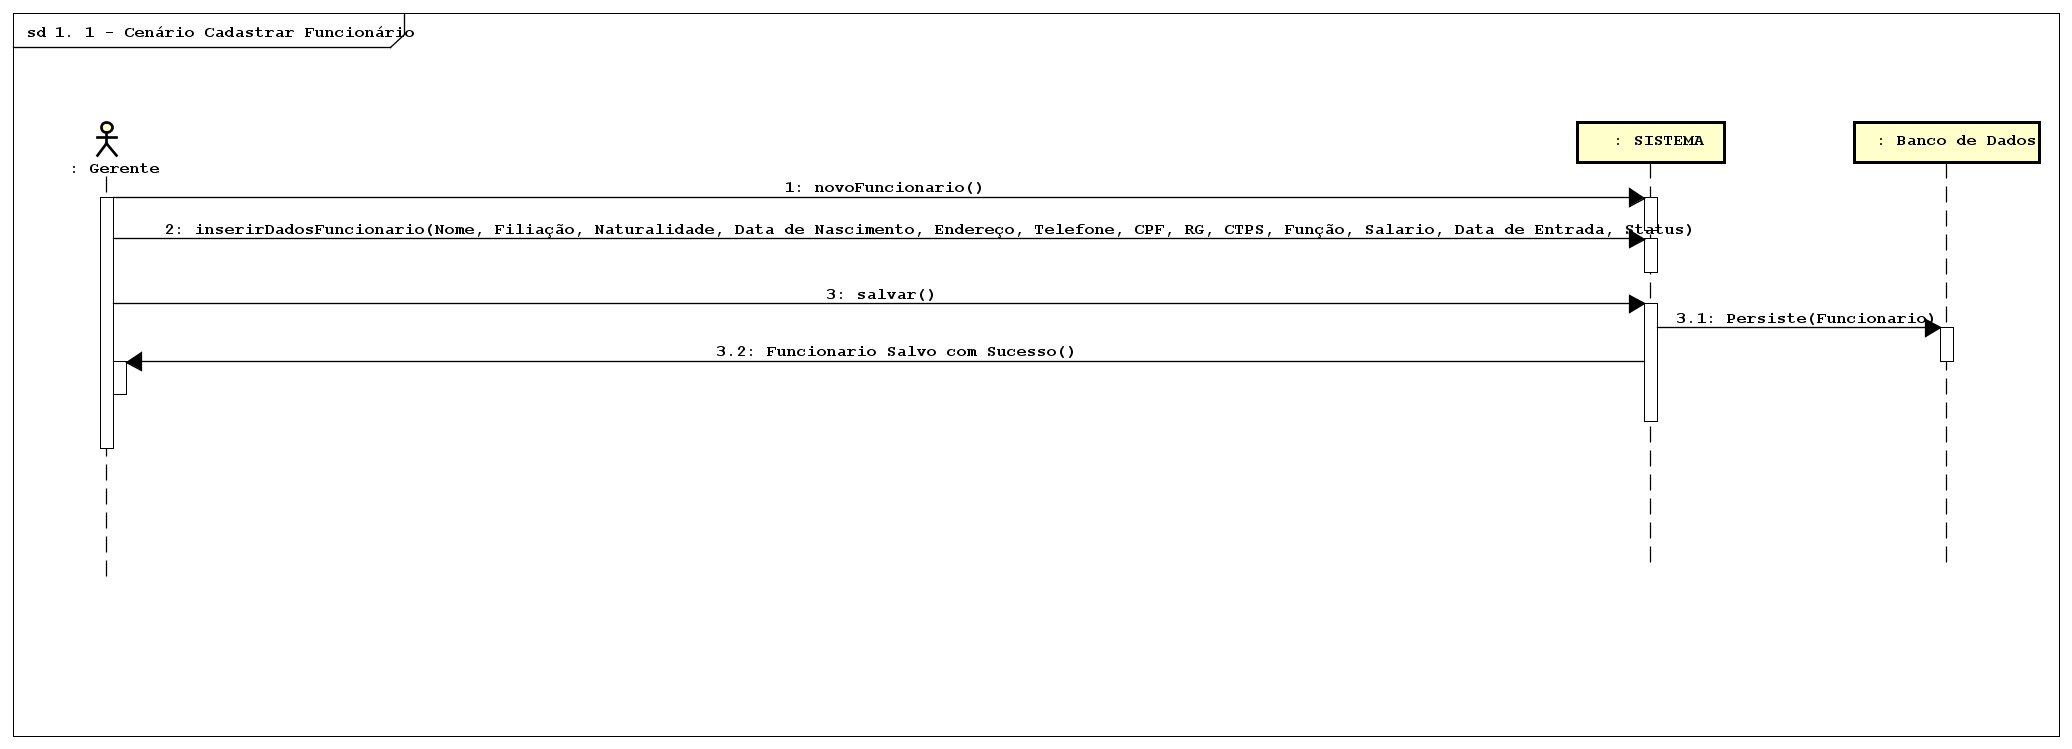 sd 1. 1 - Cenário Cadastrar Funcionário
: Gerente
: SISTEMA
: Banco de Dados
1: novoFuncionario()
2: inserirDadosFuncionario(Nome, Filiação, Naturalidade, Data de Nascimento, Endereço, Telefone, CPF, RG, CTPS, Função, Salario, Data de Entrada, Status)
3: salvar()
3.1: Persiste(Funcionario)
3.2: Funcionario Salvo com Sucesso()